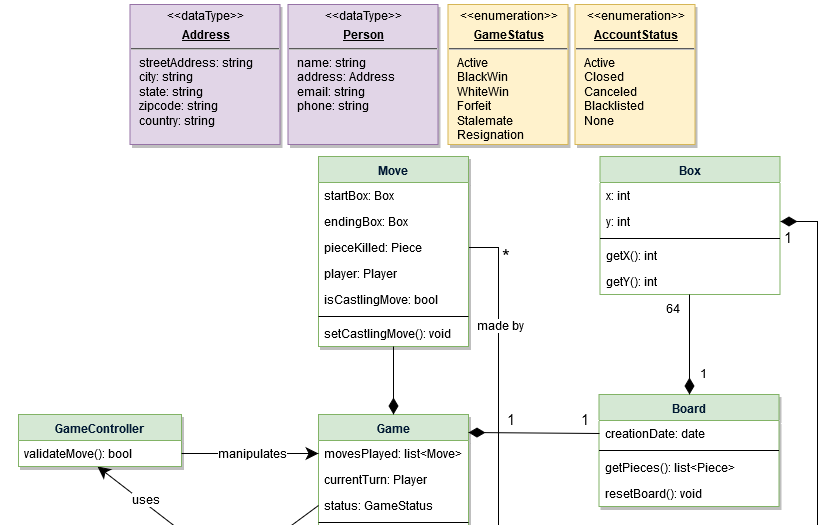 <<dataType>>
Address
streetAddress: string
city: string
state: string
zipcode: string
country: string
<<dataType>>
Person
name: string
address: Address
email: string
phone: string
<<enumeration>>
GameStatus
Active
BlackWin
WhiteWin
Forfeit
Stalemate
Resignation
<<enumeration>>
AccountStatus
Active
Closed
Canceled
Blacklisted
None
Move
startBox: Box
endingBox: Box
pieceKilled: Piece
player: Player
isCastlingMove: bool
setCastlingMove(): void
*
made by
Box
x: int
y: int
getX(): int
getY(): int
1
64
1
GameController
validateMove(): bool
manipulates
uses
Game
movesPlayed: list<Move>
currentTurn: Player
status: GameStatus
1
1
Board
creationDate: date
getPieces(): list<Piece>
resetBoard(): void